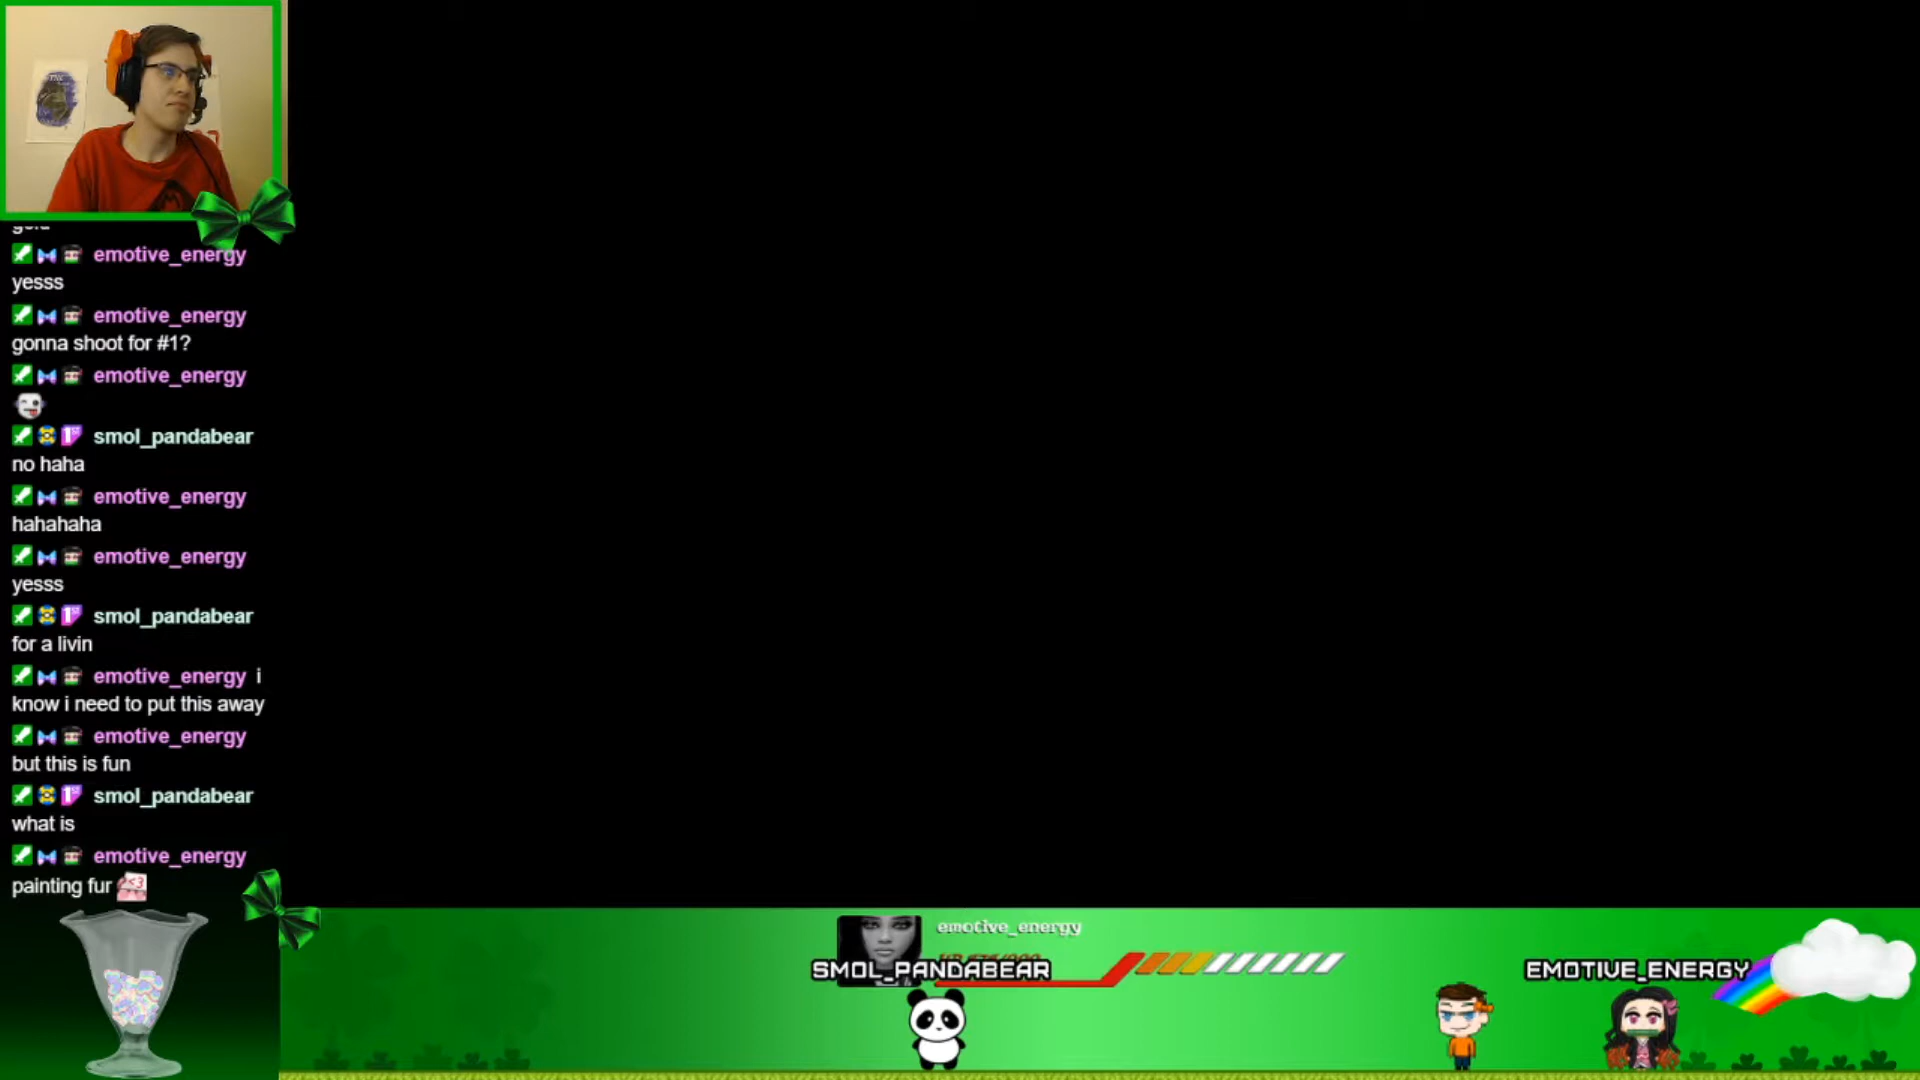 emotive_energy
yesss
emotive_energy
gonna shoot for #1?
emotive_energy
smol_pandabear
no haha
emotive_energy
hahahaha
emotive_energy
yesss
smol_pandabear
for a livin
emotive_energy i
know i need to put this away
emotive_energy
but this is fun
smol_pandabear
what is
emotive_energy
painting fur
emotive_energy
SMOL_PANDABEAR
EMOTIVE_ENERGY